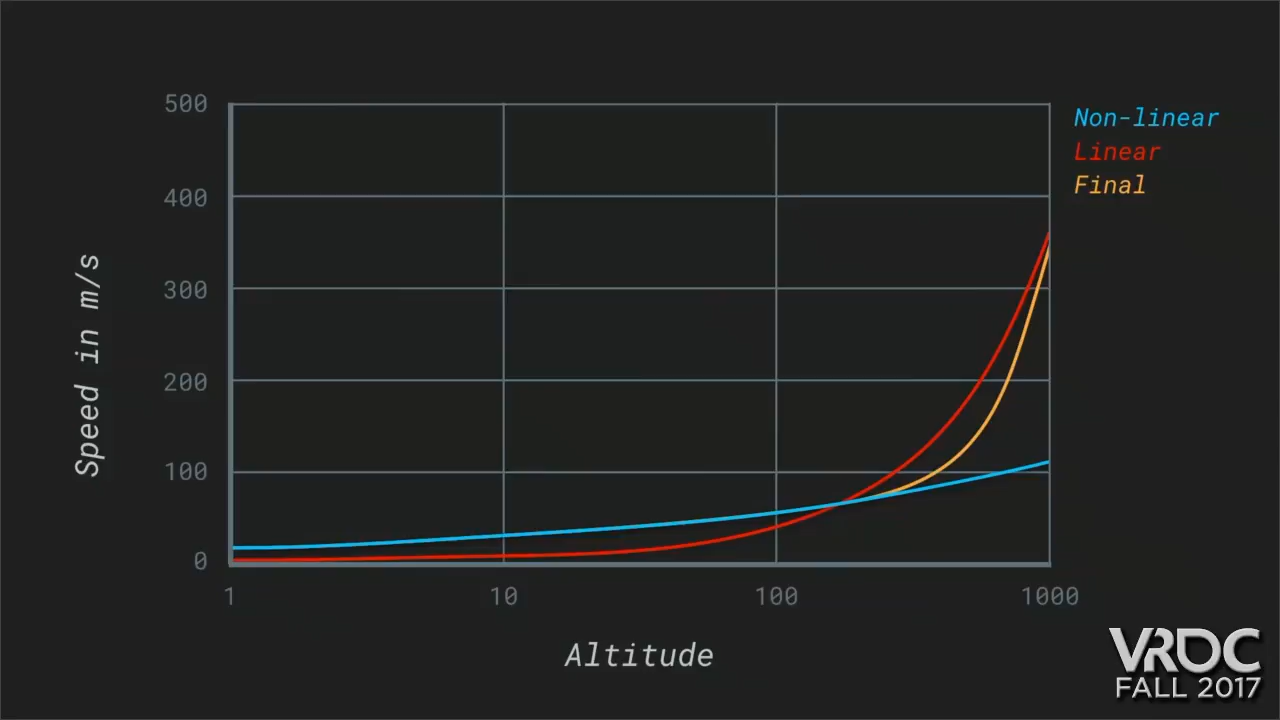 500
400
300
200
100
0
Speed in m/s
1
10
100
1000
Altitude
Non-linear
Linear
Final
VRDC
FALL 2017